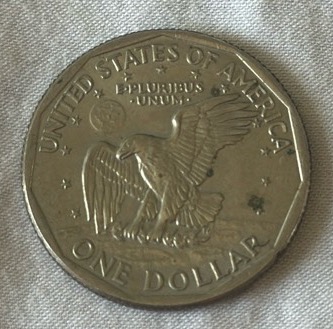 UNITED STATES OF AMERICA
E·PLURIBUS
·UNUM·
ONE DOLLAR